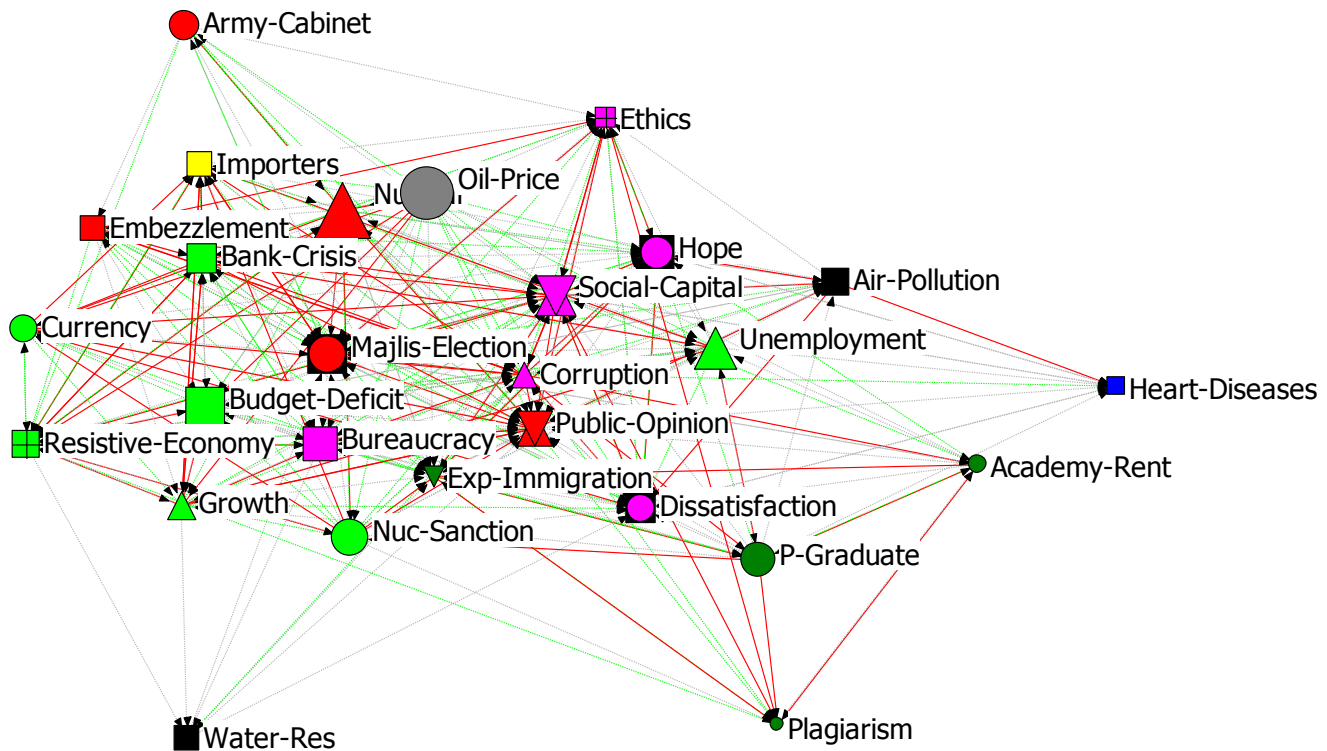 Army-Cabinet
Ethics
Importers
Oil-Price
Embezzlement
Bank-Crisis
Hope
Social-Capital
Air-Pollution
Currency
Majlis-Election
Unemployment
Corruption
Heart-Diseases
Budget-Deficit
Public-Opinion
Resistive-Economy
Bureaucracy
Academy-Rent
Exp-Immigration
Growth
Dissatisfaction
Nuc-Sanction
P-Graduate
Plagiarism
Water-Res